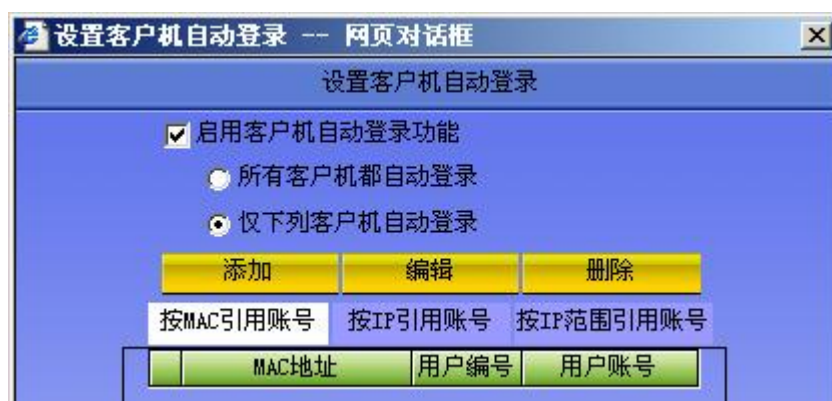 设置客户机自动登录 -- 网页对话框
设置客户机自动登录
启用客户机自动登录功能
所有客户机都自动登录
仅下列客户机自动登录
添加 编辑 删除
按MAC引用账号 按IP引用账号 按IP范围引用账号
MAC地址 用户编号 用户账号